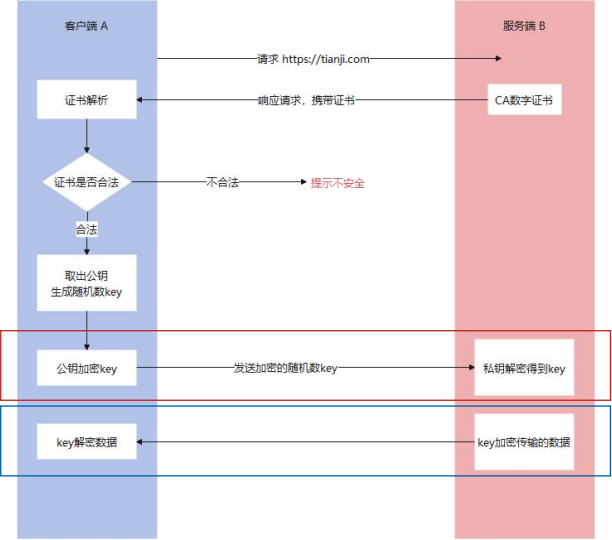 客户端 A
服务端 B
请求 https://tianji.com
证书解析
响应请求，携带证书
CA数字证书
证书是否合法
不合法
提示不安全
合法
取出公钥
生成随机数key
公钥加密key
发送加密的随机数key
私钥解密得到key
key解密数据
key加密传输的数据